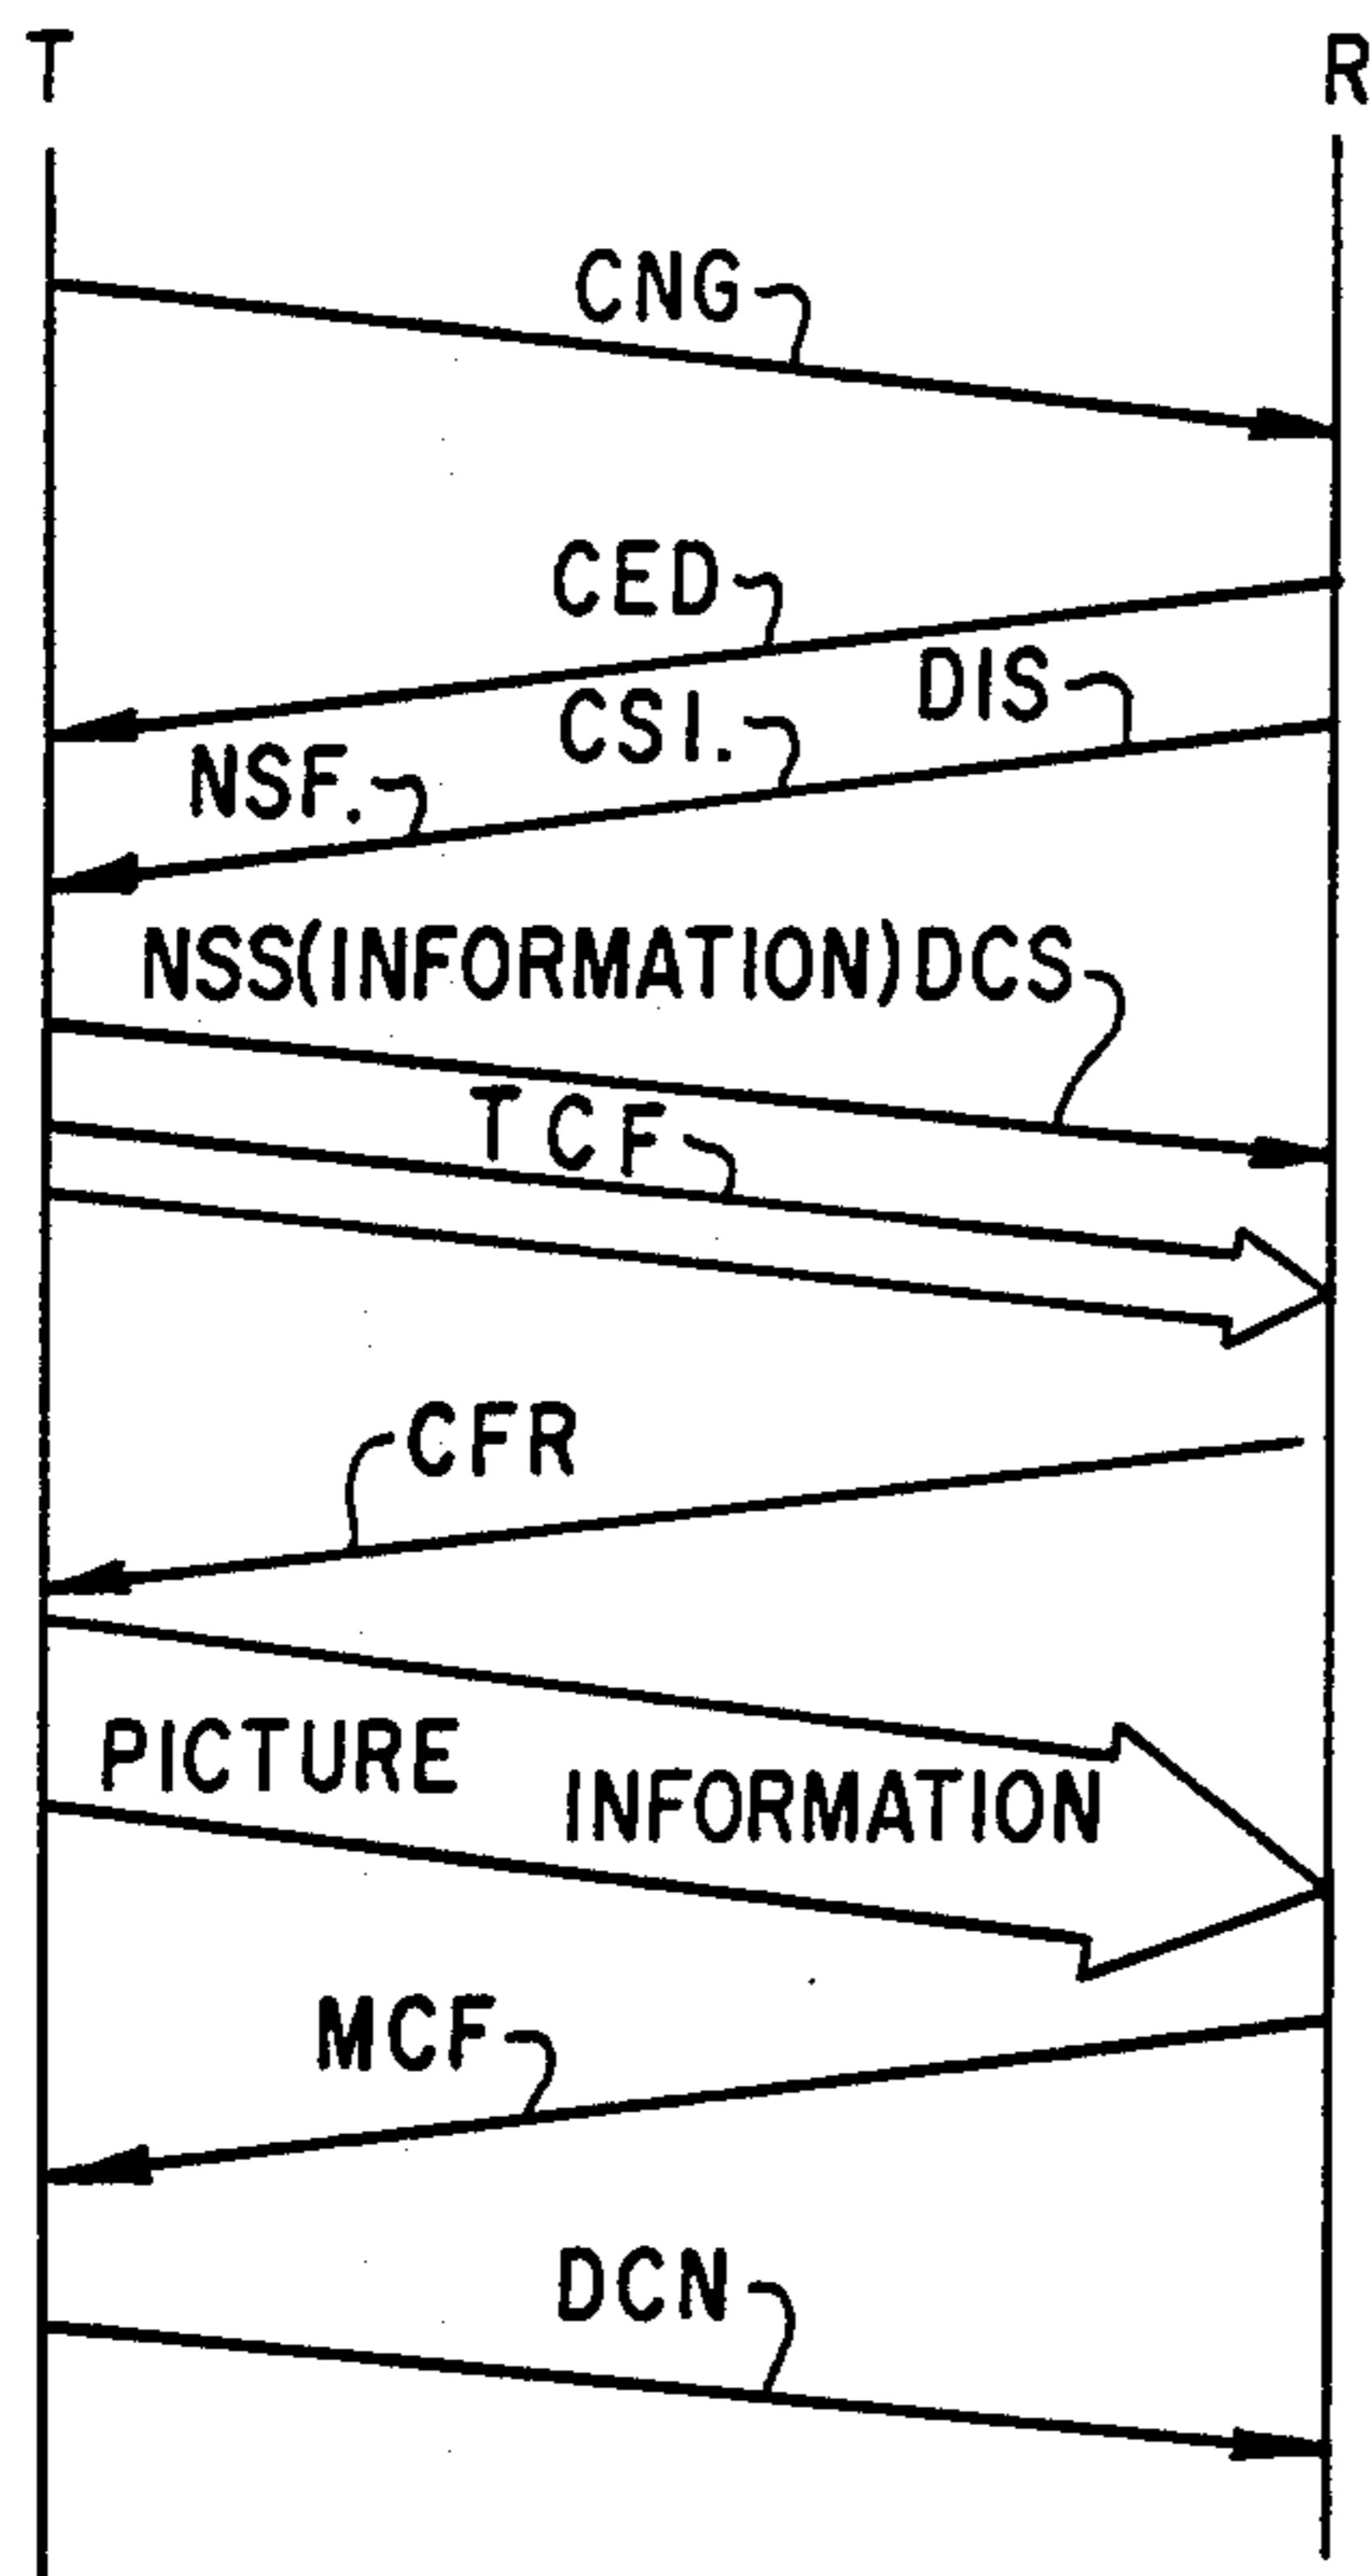 T R
CNG
CED
DIS
CSI.
NSF.
NSS(INFORMATION)DCS
TCF
CFR
PICTURE INFORMATION
MCF
DCN